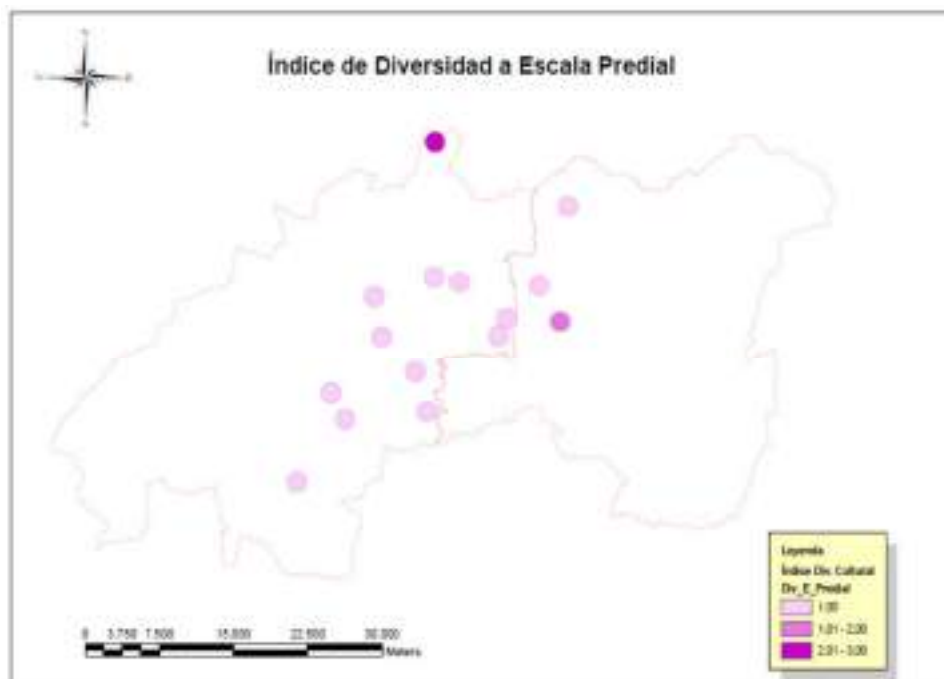 Índice de Diversidad a Escala Predial
Leyenda
Índice Div. Cultural
Div_E_Predial
1,00
1,01 - 2,00
2,01 - 3,00
0 3.750 7.500 15.000 22.500 30.000
Meters